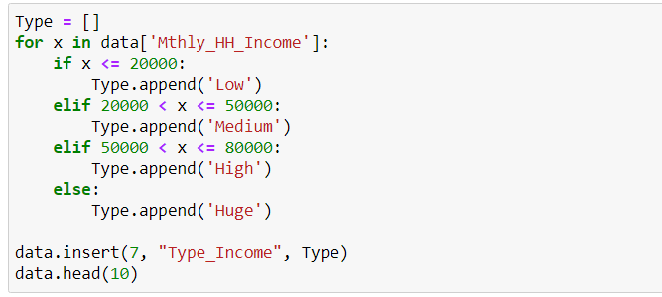 Type = []
for x in data['Mthly_HH_Income']:
    if x <= 20000:
        Type.append('Low')
    elif 20000 < x <= 50000:
        Type.append('Medium')
    elif 50000 < x <= 80000:
        Type.append('High')
    else:
        Type.append('Huge')

data.insert(7, "Type_Income", Type)
data.head(10)